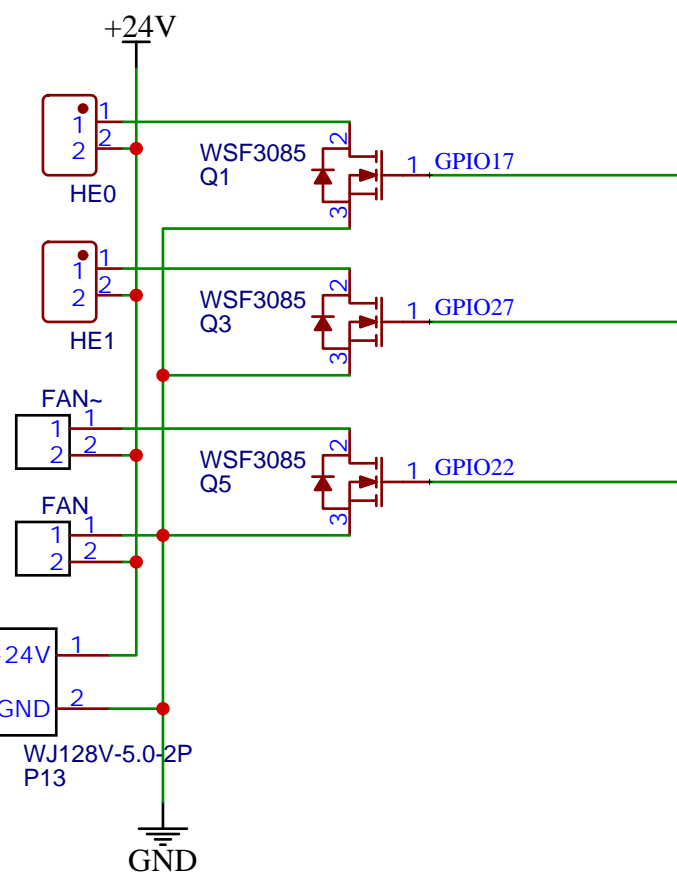 +24V
1
1
2
2
HE0
WSF3085
Q1
2
3
1
GPIO17
1
1
2
2
HE1
WSF3085
Q3
2
3
1
GPIO27
FAN~
1
1
2
2
WSF3085
Q5
2
3
1
GPIO22
FAN
1
1
2
2
24V
1
GND
2
WJ128V-5.0-2P
P13
GND